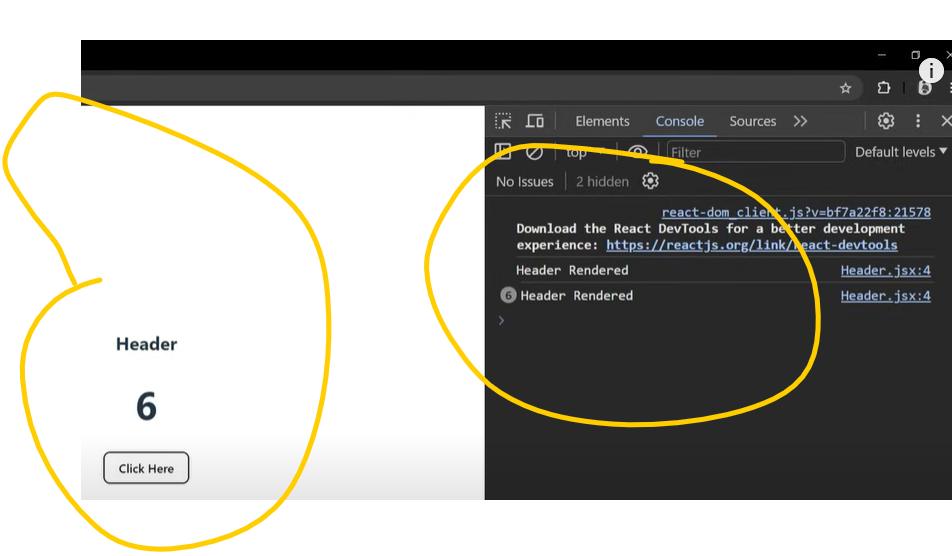 Elements Console Sources
top Filter Default levels
No Issues 2 hidden
react-dom_client.js?v=bf7a22f8:21578
Download the React DevTools for a better development
experience: https://reactjs.org/link/react-devtools
Header Rendered Header.jsx:4
6 Header Rendered Header.jsx:4
Header
6
Click Here